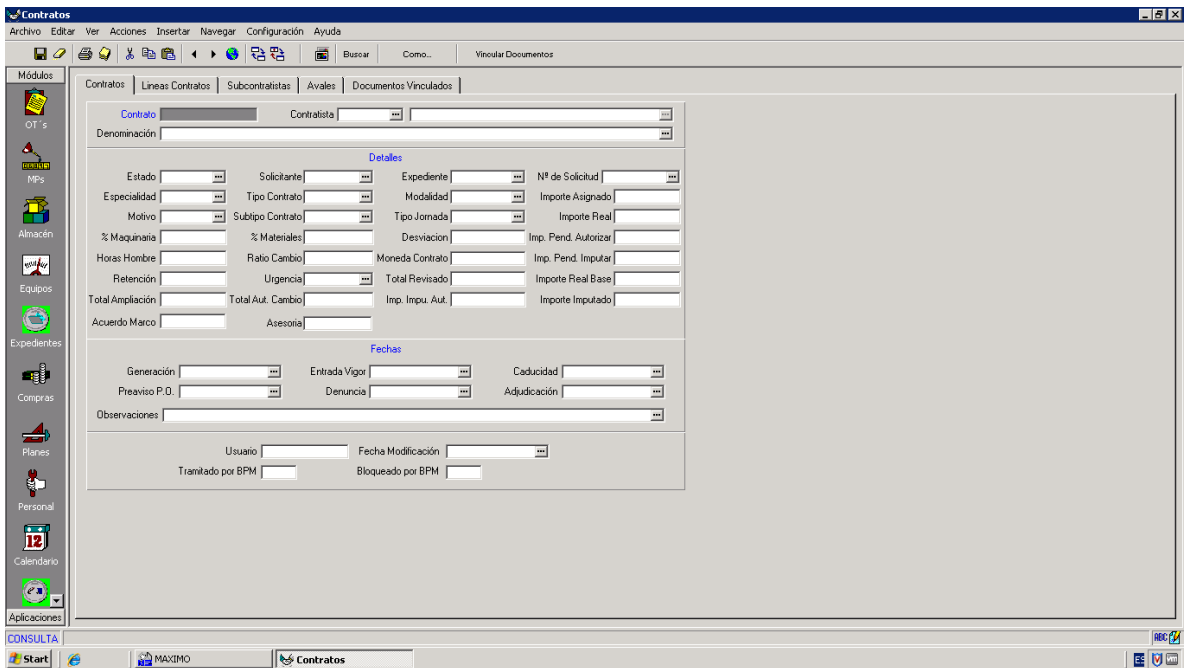 Contratos
Archivo Editar Ver Acciones Insertar Navegar Configuración Ayuda
Buscar Como... Vincular Documentos
Módulos
OT´s
MPs
Almacén
Equipos
Expedientes
Compras
Planes
Personal
12
Calendario
Aplicaciones
Contratos Lineas Contratos Subcontratistas Avales Documentos Vinculados
Contrato Contratista
Denominación
Detalles
Estado Solicitante Expediente Nº de Solicitud
Especialidad Tipo Contrato Modalidad Importe Asignado
Motivo Subtipo Contrato Tipo Jornada Importe Real
% Maquinaria % Materiales Desviacion Imp. Pend. Autorizar
Horas Hombre Ratio Cambio Moneda Contrato Imp. Pend. Imputar
Retención Urgencia Total Revisado Importe Real Base
Total Ampliación Total Aut. Cambio Imp. Impu. Aut. Importe Imputado
Acuerdo Marco Asesoria
Fechas
Generación Entrada Vigor Caducidad
Preaviso P.O. Denuncia Adjudicación
Observaciones
Usuario Fecha Modificación
Tramitado por BPM Bloqueado por BPM
CONSULTA ABC
Start MAXIMO Contratos ES vm